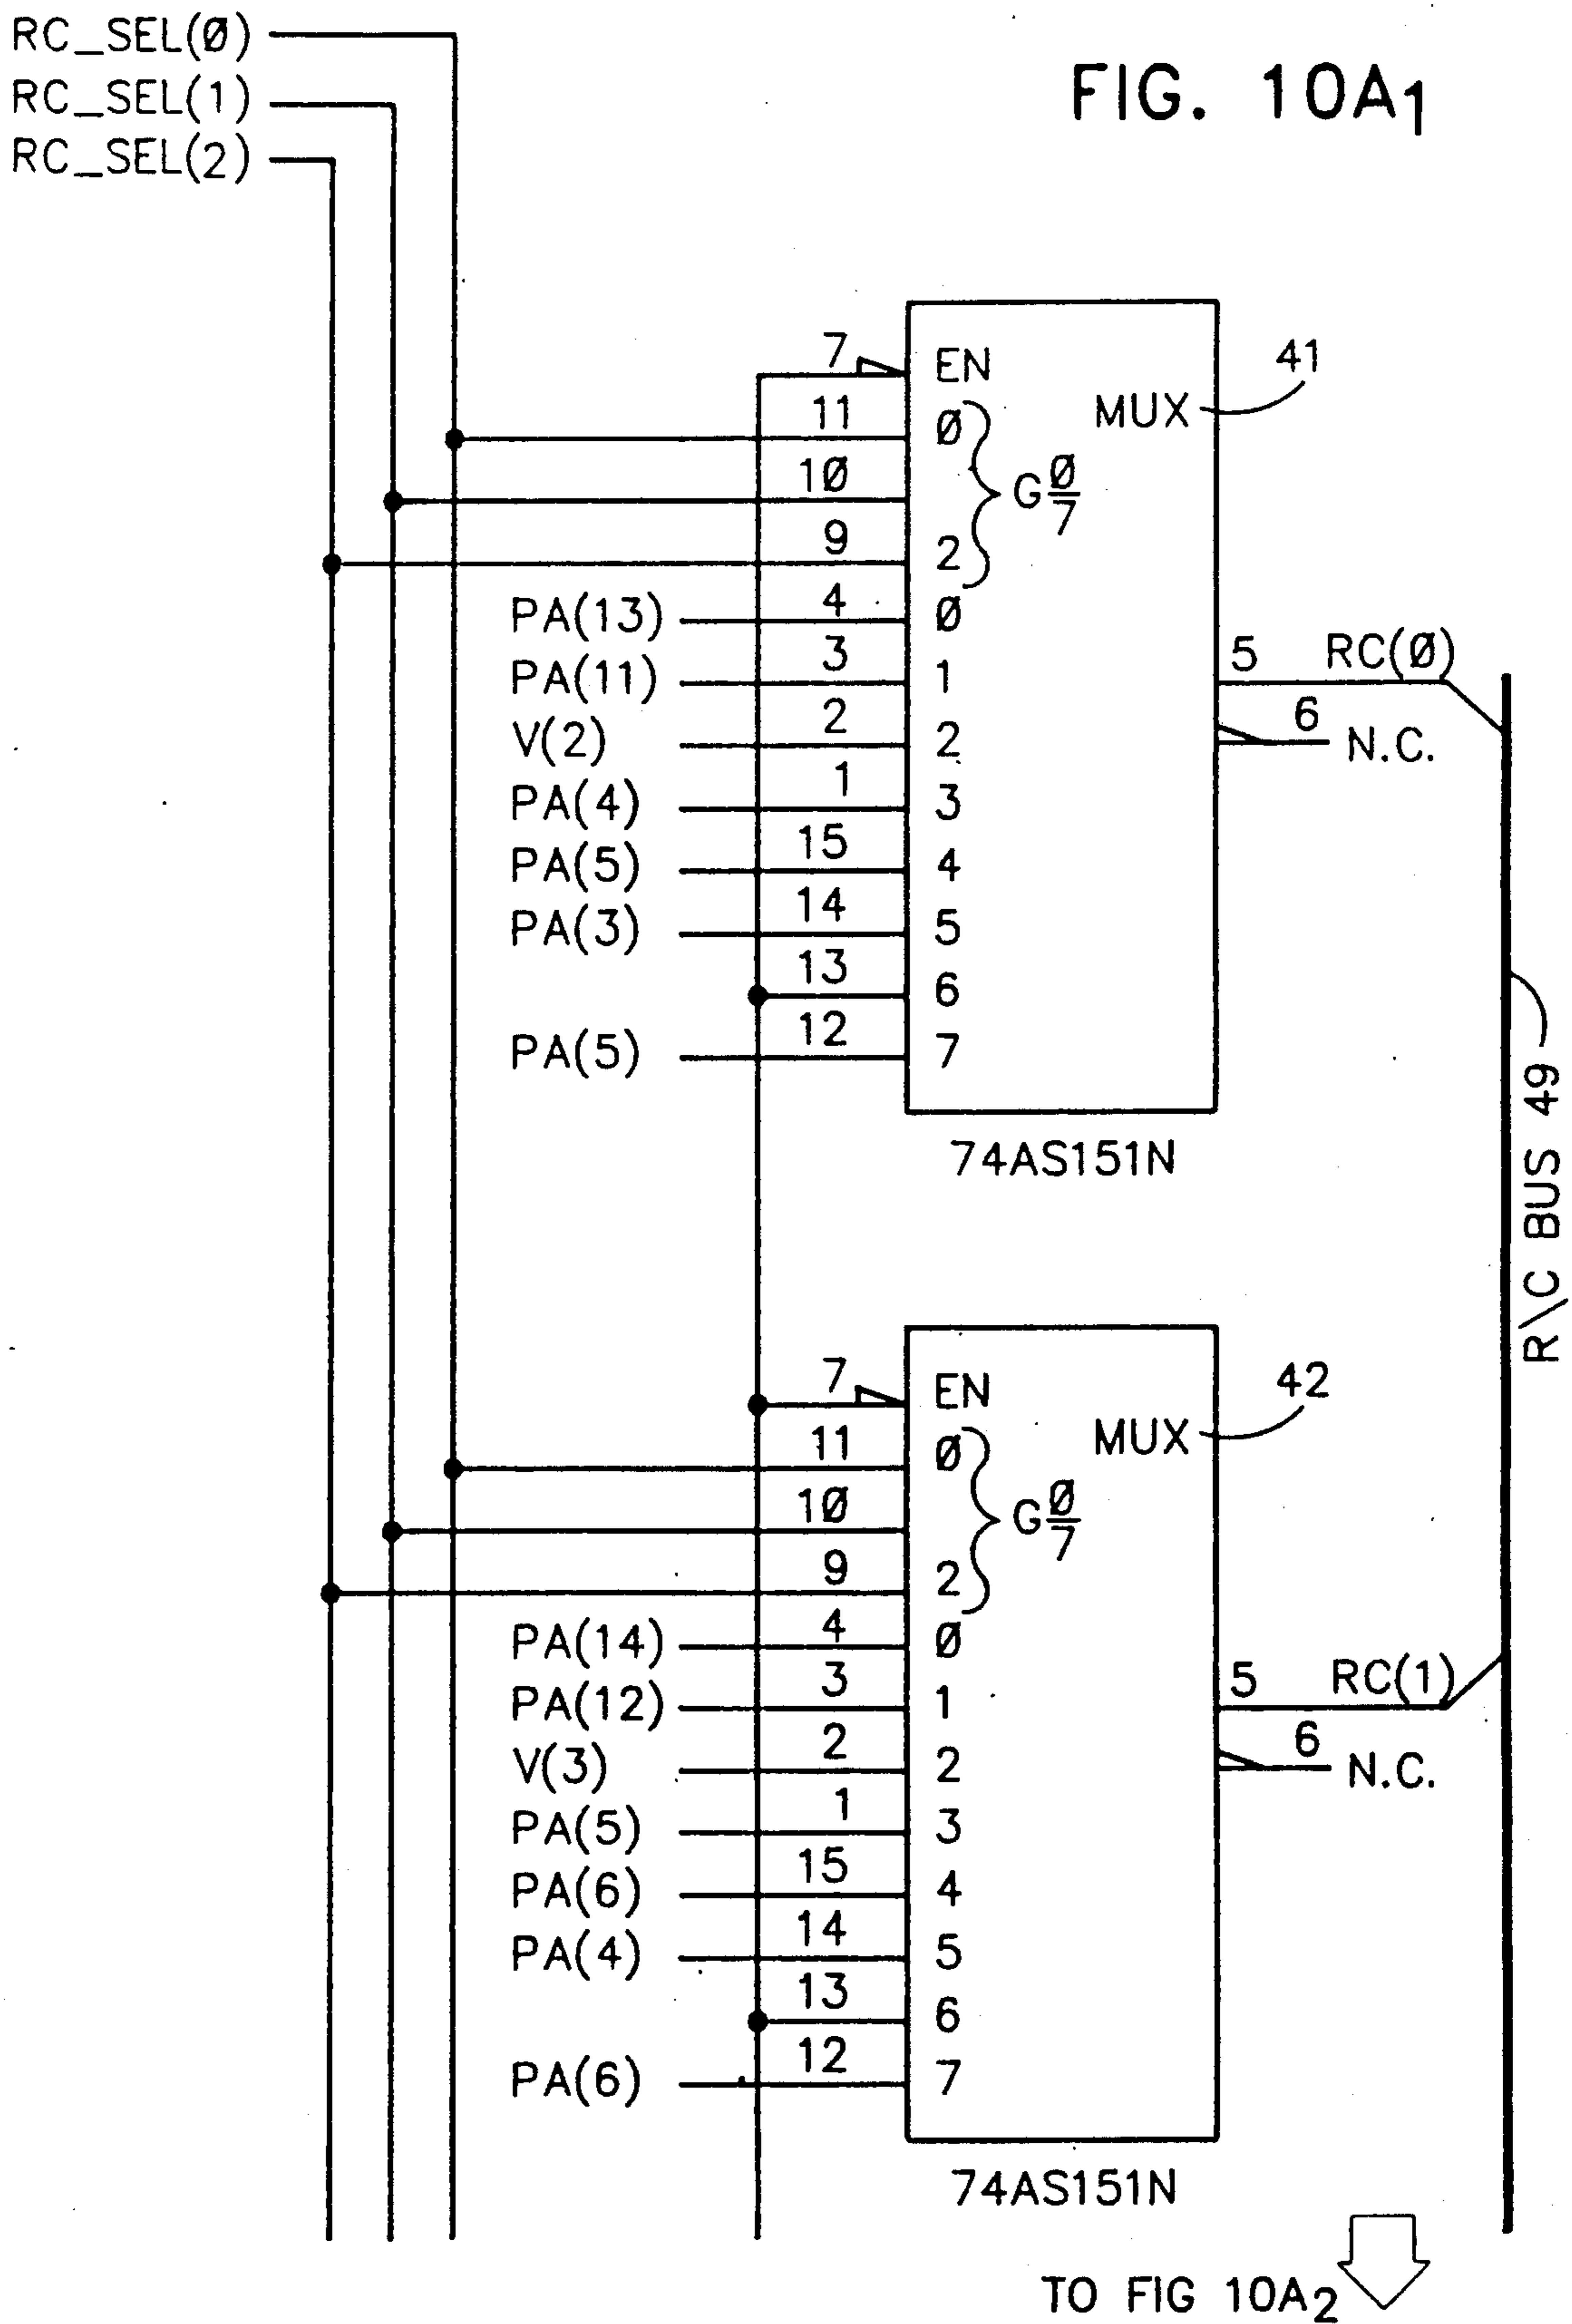 RC_SEL(Ø)
RC_SEL(1)
RC_SEL(2)
FIG. 10A1
7 EN
MUX 41
11 Ø
10
G Ø/7
9 2
PA(13) 4 Ø
PA(11) 3 1
V(2) 2 2
PA(4) 1 3
PA(5) 15 4
PA(3) 14 5
13 6
PA(5) 12 7
5 RC(Ø)
6 N.C.
74AS151N
R\C BUS 49
7 EN
MUX 42
11 Ø
1Ø
G Ø/7
9 2
PA(14) 4 Ø
PA(12) 3 1
V(3) 2 2
PA(5) 1 3
PA(6) 15 4
PA(4) 14 5
13 6
PA(6) 12 7
5 RC(1)
6 N.C.
74AS151N
TO FIG 10A2